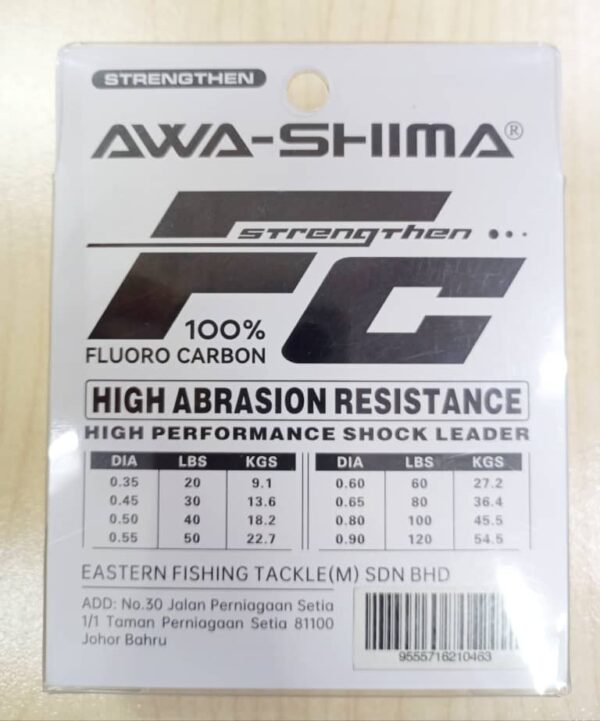 STRENGTHEN
AWA-SHIMA®
strengthen
FC
100%
FLUORO CARBON
HIGH ABRASION RESISTANCE
HIGH PERFORMANCE SHOCK LEADER
DIA LBS KGS DIA LBS KGS
0.35 20 9.1 0.60 60 27.2
0.45 30 13.6 0.65 80 36.4
0.50 40 18.2 0.80 100 45.5
0.55 50 22.7 0.90 120 54.5
EASTERN FISHING TACKLE(M) SDN BHD
ADD: No.30 Jalan Perniagaan Setia
1/1 Taman Perniagaan Setia 81100
Johor Bahru
9555716210463